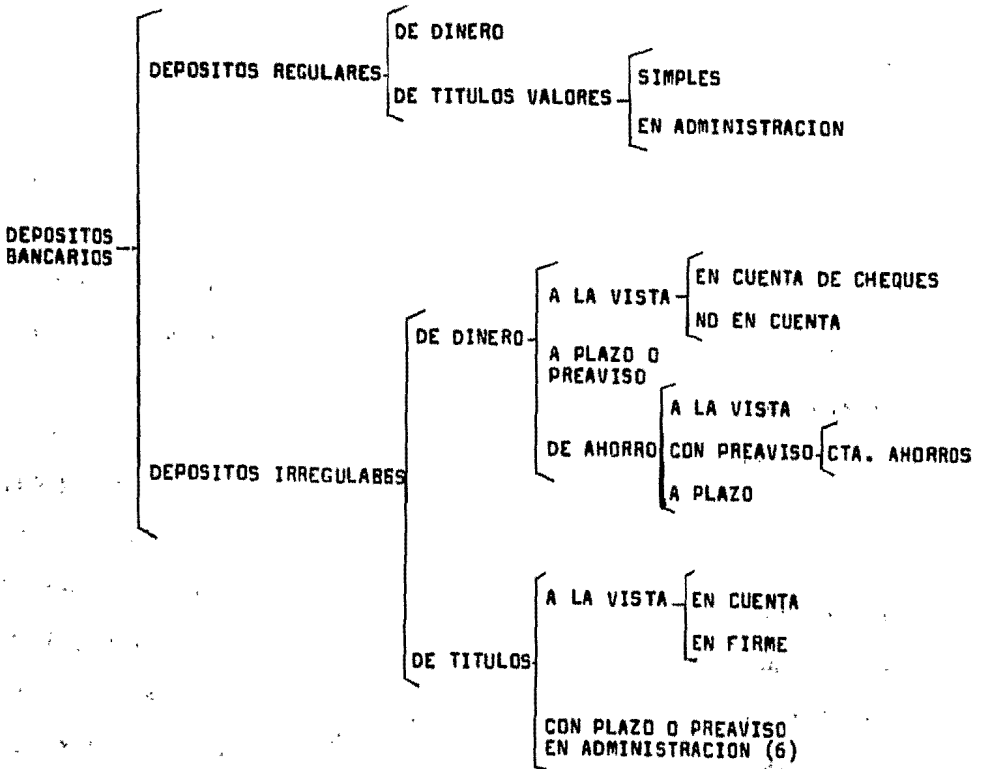 DE DINERO
DEPOSITOS REGULARES
DE TITULOS VALORES
SIMPLES
EN ADMINISTRACION
DEPOSITOS
BANCARIOS
A LA VISTA
EN CUENTA DE CHEQUES
NO EN CUENTA
DE DINERO
A PLAZO O
PREAVISO
A LA VISTA
DE AHORRO
CON PREAVISO
CTA. AHORROS
A PLAZO
DEPOSITOS IRREGULABES
A LA VISTA
EN CUENTA
EN FIRME
DE TITULOS
CON PLAZO O PREAVISO
EN ADMINISTRACION (6)